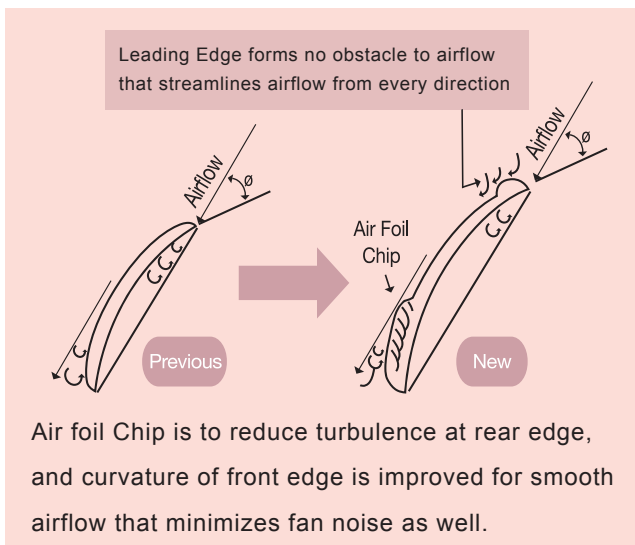 Leading Edge forms no obstacle to airflow
that streamlines airflow from every direction
Airflow
ø
Previous
Airflow
ø
Air Foil
Chip
New
Air foil Chip is to reduce turbulence at rear edge,
and curvature of front edge is improved for smooth
airflow that minimizes fan noise as well.